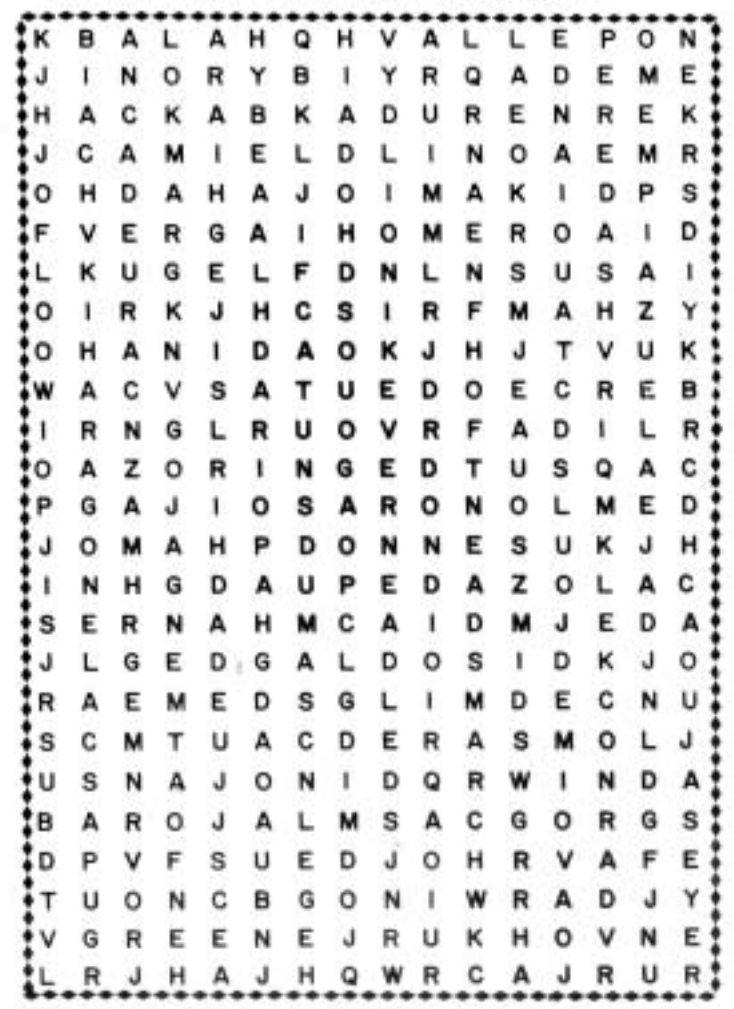 K B A L A H Q H V A L L E P O N
J I N O R Y B I Y R Q A D E M E
H A C K A B K A D U R E N R E K
J C A M I E L D L I N O A E M R
O H D A H A J O I M A K I D P S
F V E R G A I H O M E R O A I D
L K U G E L F D N L N S U S A I
O I R K J H C S I R F M A H Z Y
O H A N I D A O K J H J T V U K
W A C V S A T U E D O E C R E B
I R N G L R U O V R F A D I L R
O A Z O R I N G E D T U S Q A C
P G A J I O S A R O N O L M E D
J O M A H P D O N N E S U K J H
I N H G D A U P E D A Z O L A C
S E R N A H M C A I D M J E D A
J L G E D G A L D O S I D K J O
R A E M E D S G L I M D E C N U
S C M T U A C D E R A S M O L J
U S N A J O N I D Q R W I N D A
B A R O J A L M S A C G O R G S
D P V F S U E D J O H R V A F E
T U O N C B G O N I W R A D J Y
V G R E E N E J R U K H O V N E
L R J H A J H Q W R C A J R U R